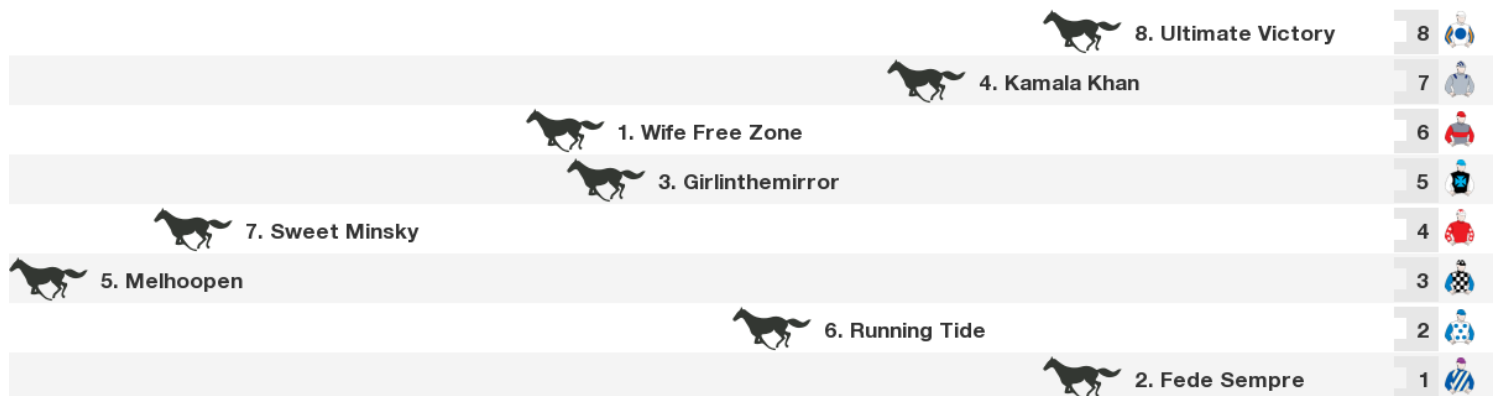 8. Ultimate Victory 8
4. Kamala Khan 7
1. Wife Free Zone 6
3. Girlinthemirror 5
7. Sweet Minsky 4
5. Melhoopen 3
6. Running Tide 2
2. Fede Sempre 1